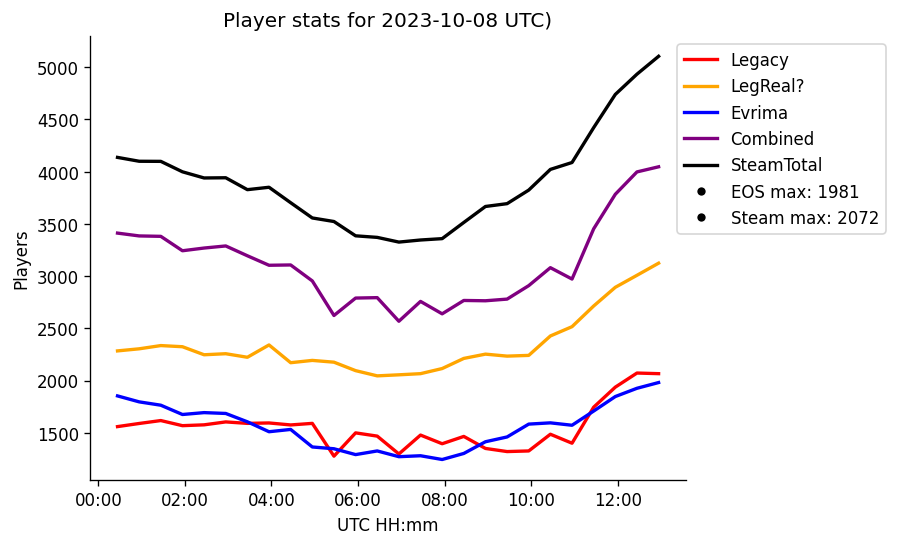 Player stats for 2023-10-08 UTC)
Players
5000
4500
4000
3500
3000
2500
2000
1500
00:00
02:00
04:00
06:00
08:00
10:00
12:00
UTC HH:mm
Legacy
LegReal?
Evrima
Combined
SteamTotal
EOS max: 1981
Steam max: 2072